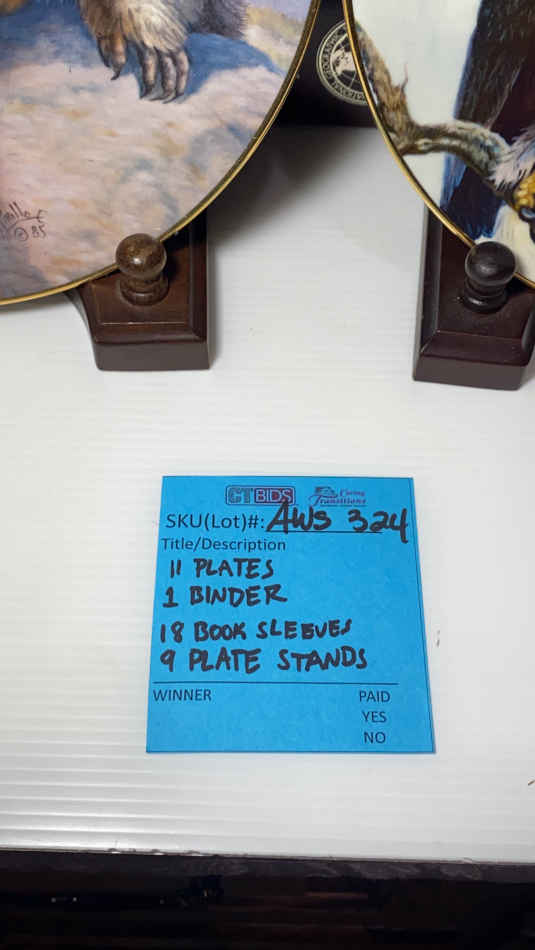 © 85
CTBIDS Caring Transitions
SKU(Lot)#: AWS 324
Title/Description
11 PLATES
1 BINDER
18 BOOK SLEEVES
9 PLATE STANDS
WINNER PAID
YES
NO